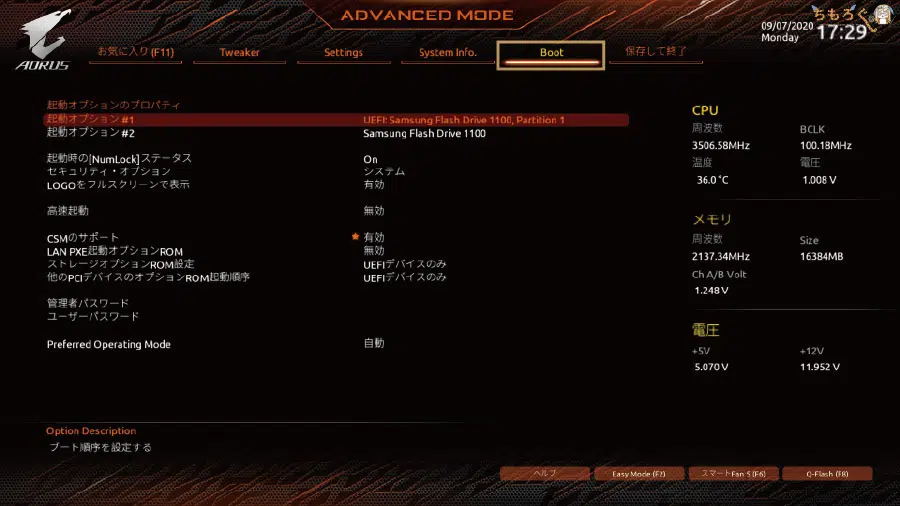 ADVANCED MODE
ちもろぐ
09/07/2020
Monday
17:29
AORUS
お気に入り (F11)
Tweaker
Settings
System Info.
Boot
保存して終了
起動オプションのプロパティ
起動オプション #1 UEFI: Samsung Flash Drive 1100, Partition 1
起動オプション #2 Samsung Flash Drive 1100
起動時の[NumLock]ステータス On
セキュリティ・オプション システム
LOGOをフルスクリーンで表示 有効
高速起動 無効
CSMのサポート 有効
LAN PXE起動オプションROM 無効
ストレージオプションROM設定 UEFIデバイスのみ
他のPCIデバイスのオプションROM起動順序 UEFIデバイスのみ
管理者パスワード
ユーザーパスワード
Preferred Operating Mode 自動
CPU
周波数 BCLK
3506.58MHz 100.18MHz
温度 電圧
36.0 °C 1.008 V
メモリ
周波数 Size
2137.34MHz 16384MB
Ch A/B Volt
1.248 V
電圧
+5V +12V
5.070 V 11.952 V
Option Description
ブート順序を設定する
ヘルプ
Easy Mode (F2)
スマートFan 5 (F6)
Q-Flash (F8)